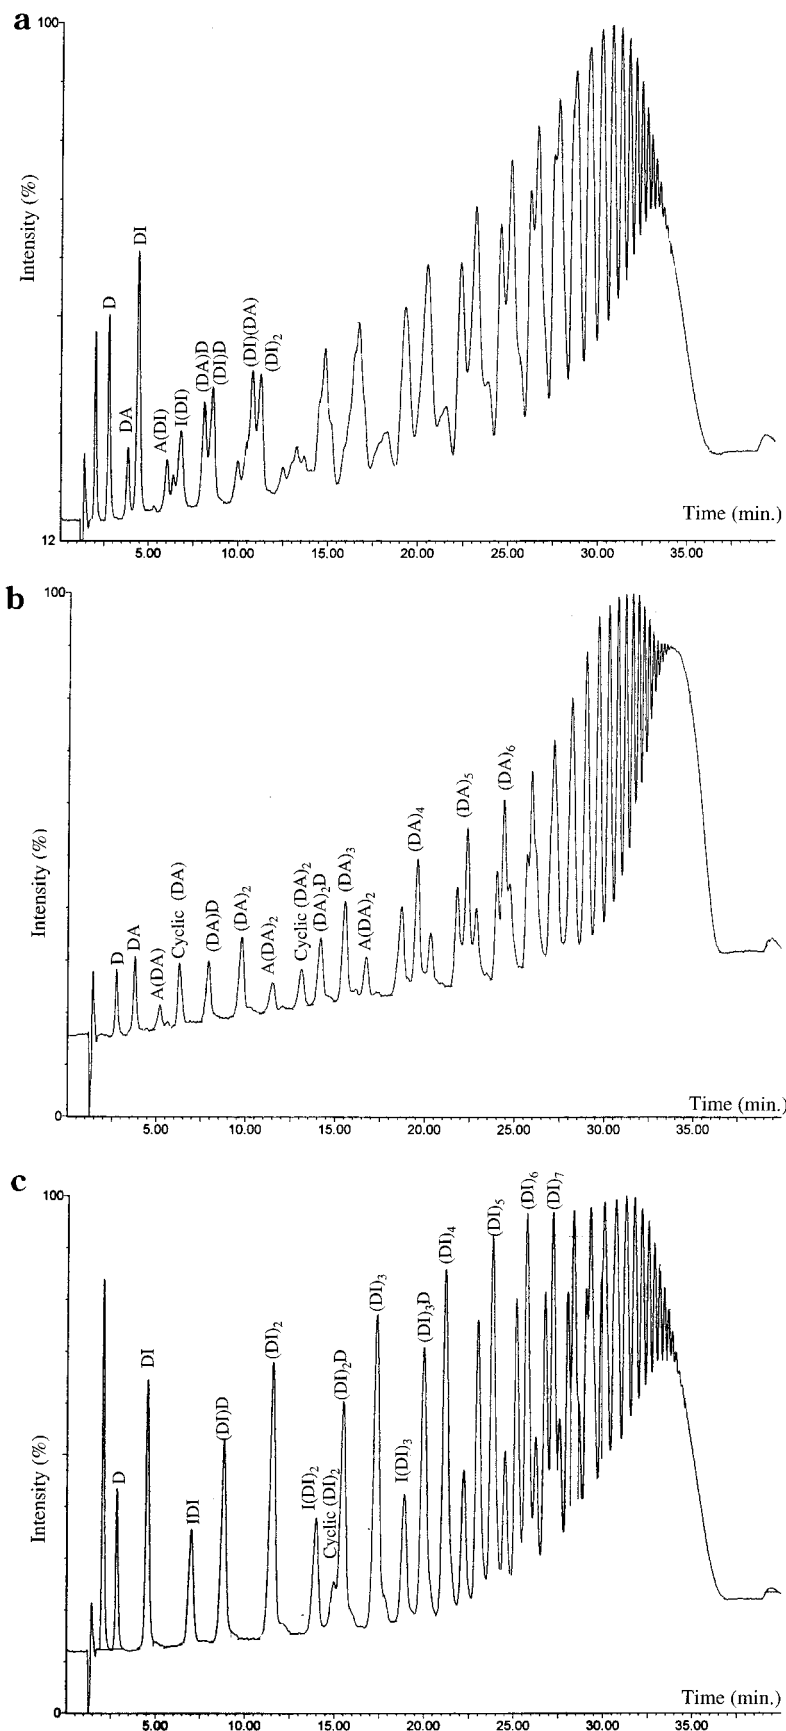 a
100
Intensity (%)
D
DA
DI
A(DI)
I(DI)
(DA)D
(DI)D
(DI)(DA)
(DI)2
Time (min.)
12
5.00 10.00 15.00 20.00 25.00 30.00 35.00
b
100
Intensity (%)
D
DA
A(DA)
Cyclic (DA)
(DA)D
(DA)2
A(DA)2
Cyclic (DA)2
(DA)2D
(DA)3
A(DA)2
(DA)4
(DA)5
(DA)6
Time (min.)
0
5.00 10.00 15.00 20.00 25.00 30.00 35.00
c
100
Intensity (%)
D
DI
IDI
(DI)D
(DI)2
I(DI)2
Cyclic (DI)2
(DI)2D
(DI)3
I(DI)3
(DI)3D
(DI)4
(DI)5
(DI)6
(DI)7
Time (min.)
0
5.00 10.00 15.00 20.00 25.00 30.00 35.00